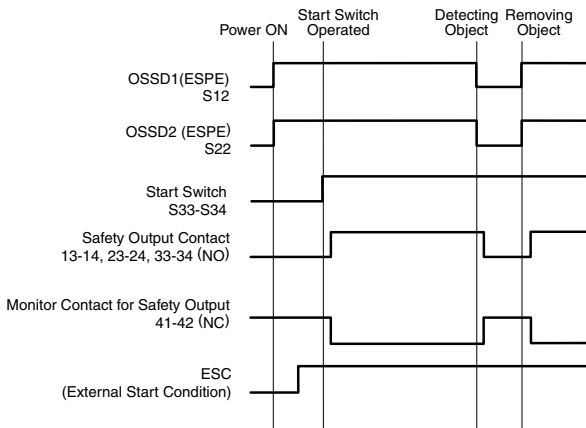 Power ON
Start Switch
Operated
Detecting
Object
Removing
Object
OSSD1(ESPE)
S12
OSSD2 (ESPE)
S22
Start Switch
S33-S34
Safety Output Contact
13-14, 23-24, 33-34 (NO)
Monitor Contact for Safety Output
41-42 (NC)
ESC
(External Start Condition)